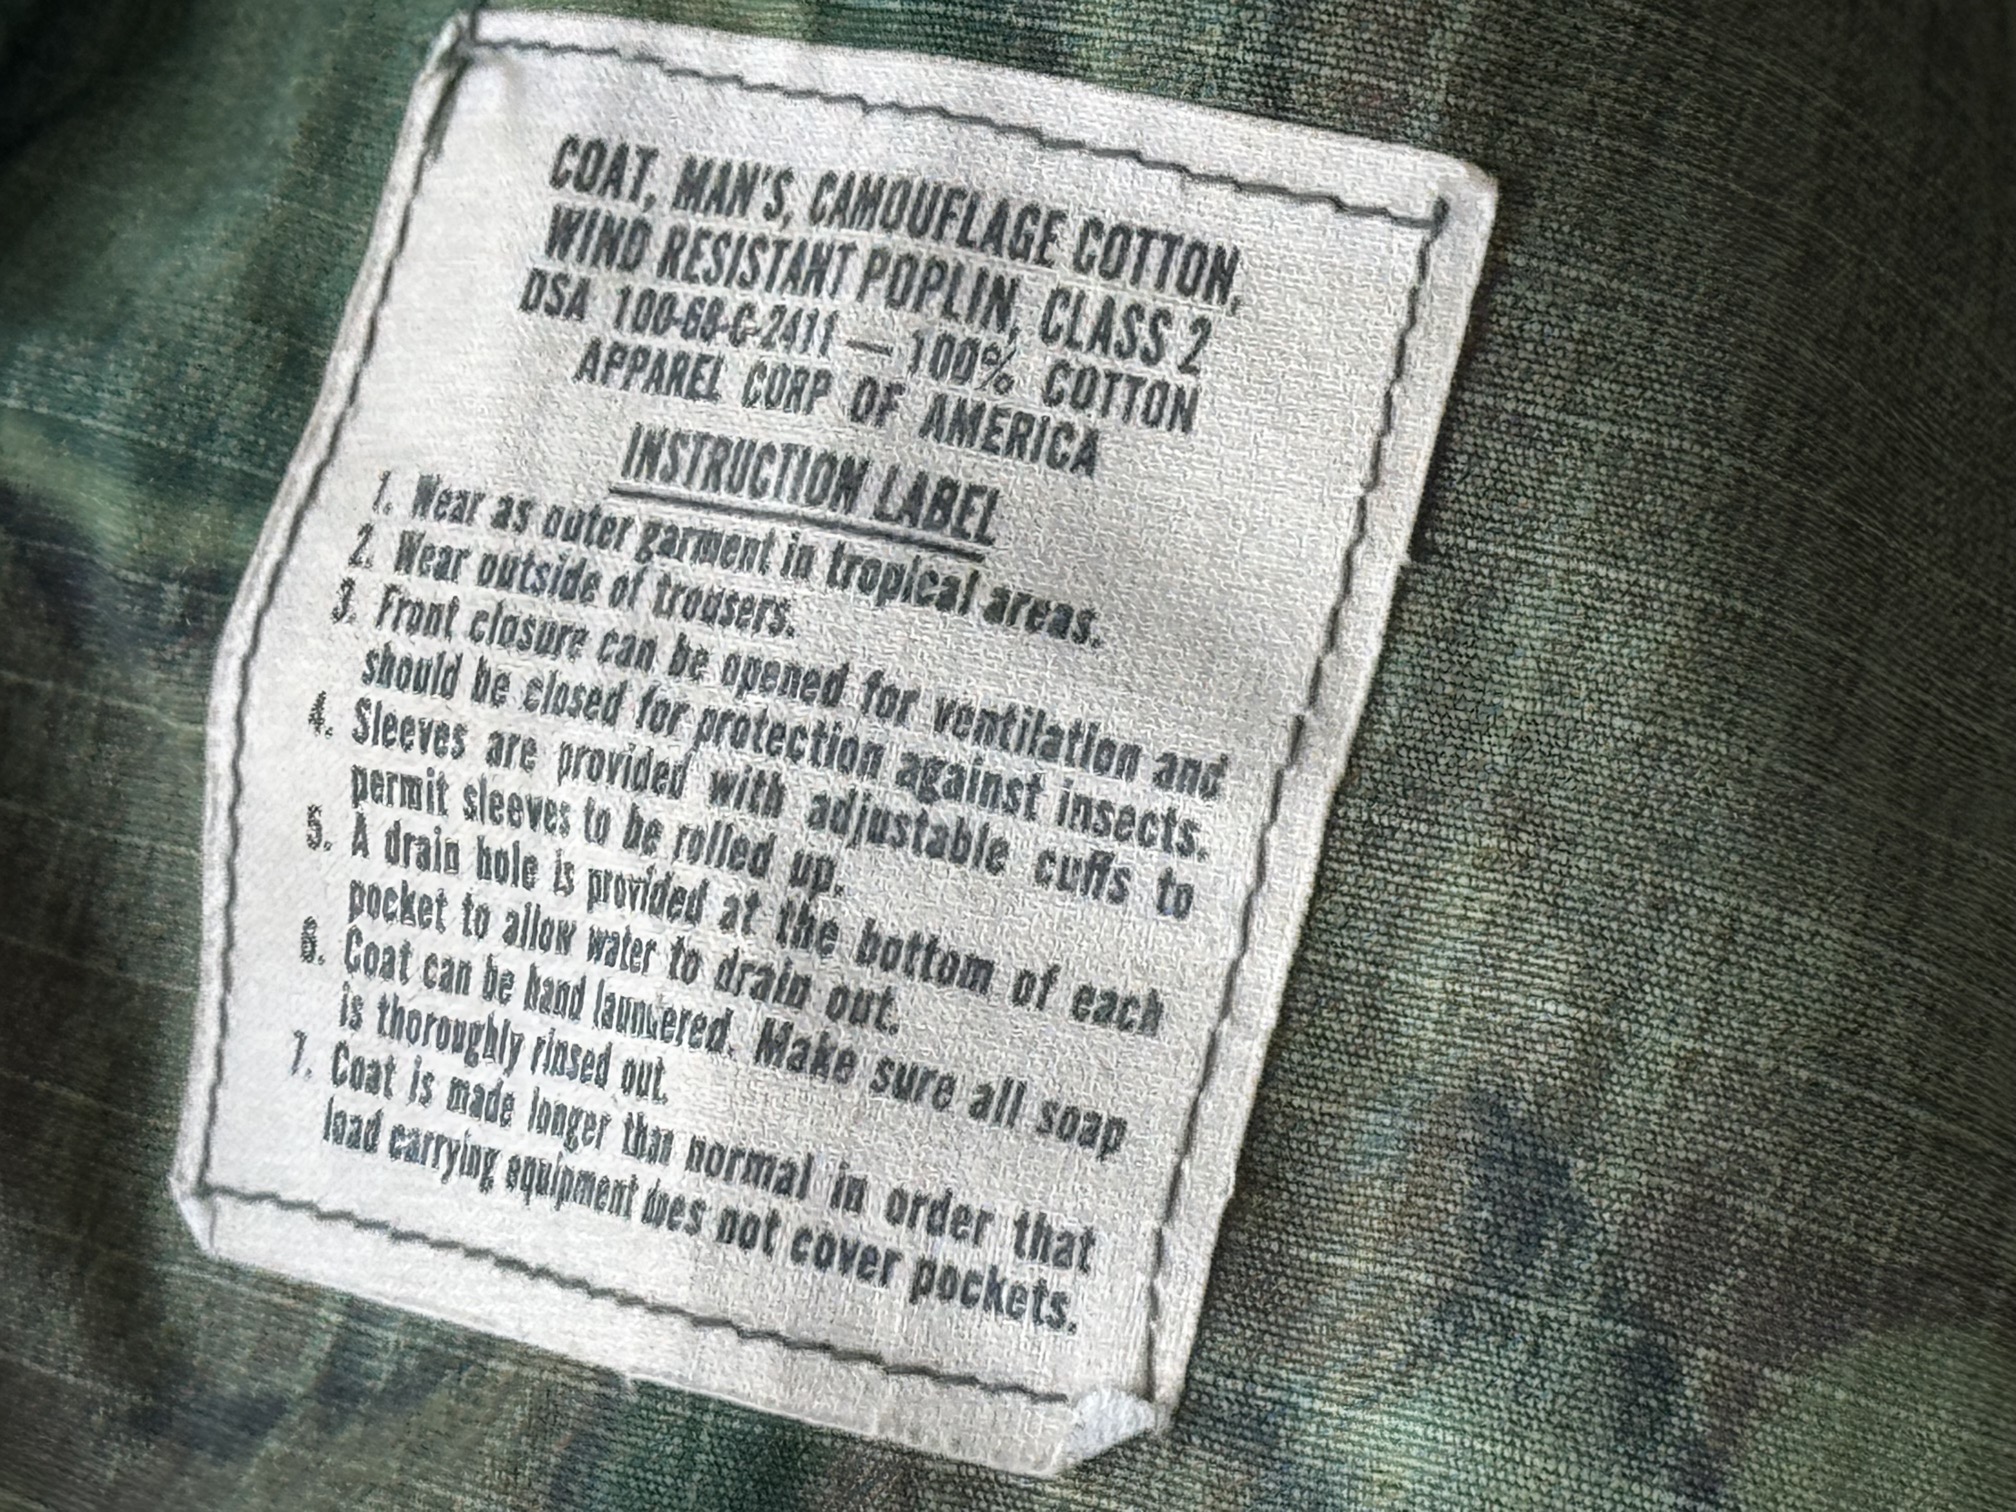 COAT, MAN'S, CAMOUFLAGE COTTON,
WIND RESISTANT POPLIN, CLASS 2
DSA 100-68-C-2411 — 100% COTTON
APPAREL CORP OF AMERICA
INSTRUCTION LABEL
1. Wear as outer garment in tropical areas.
2. Wear outside of trousers.
3. Front closure can be opened for ventilation and
should be closed for protection against insects.
4. Sleeves are provided with adjustable cuffs to
permit sleeves to be rolled up.
5. A drain hole is provided at the bottom of each
pocket to allow water to drain out.
6. Coat can be hand laundered. Make sure all soap
is thoroughly rinsed out.
7. Coat is made longer than normal in order that
load carrying equipment does not cover pockets.